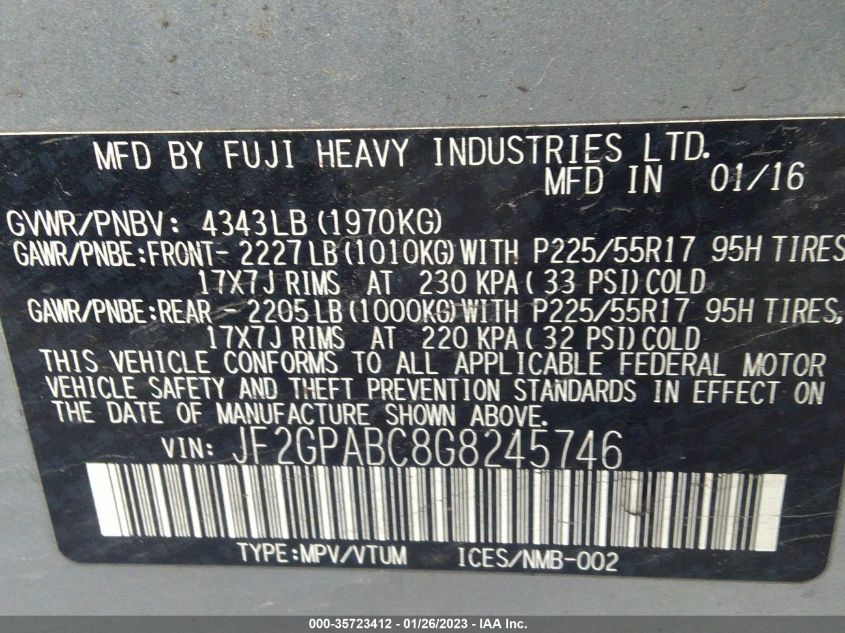 MFD BY FUJI HEAVY INDUSTRIES LTD.
MFD IN 01/16
GVWR/PNBV: 4343LB (1970KG)
GAWR/PNBE:FRONT- 2227 LB (1010KG) WITH P225/55R17 95H TIRES
17X7J RIMS AT 230 KPA ( 33 PSI) COLD
GAWR/PNBE:REAR - 2205 LB (1000KG) WITH P225/55R17 95H TIRES,
17X7J RIMS AT 220 KPA ( 32 PSI) COLD
THIS VEHICLE CONFORMS TO ALL APPLICABLE FEDERAL MOTOR
VEHICLE SAFETY AND THEFT PREVENTION STANDARDS IN EFFECT ON
THE DATE OF MANUFACTURE SHOWN ABOVE.
VIN: JF2GPABC8G8245746
TYPE:MPV/VTUM ICES/NMB-002
000-35723412 - 01/26/2023 - IAA Inc.